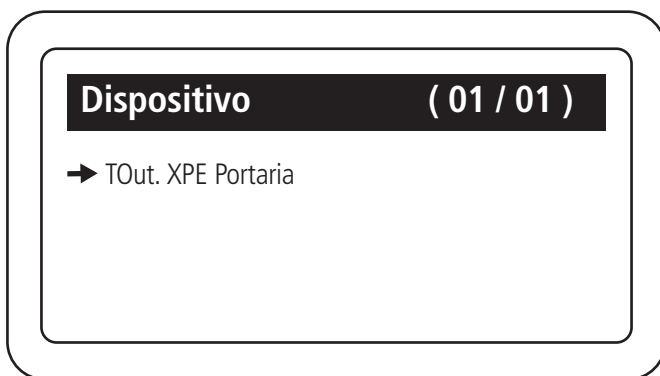 Dispositivo ( 01 / 01 )
➔ TOut. XPE Portaria